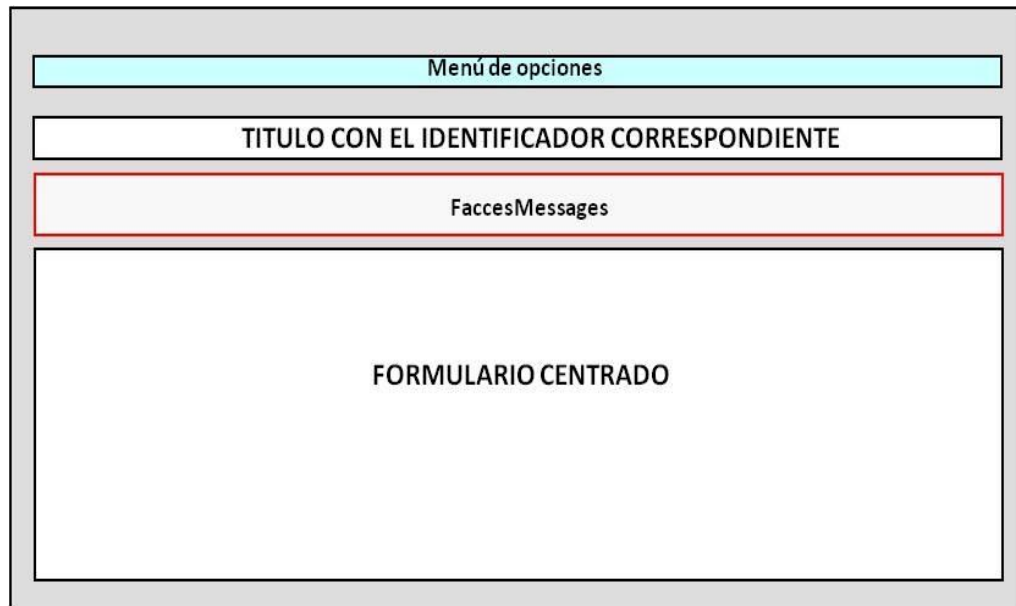 Menú de opciones
TITULO CON EL IDENTIFICADOR CORRESPONDIENTE
FaccesMessages
FORMULARIO CENTRADO